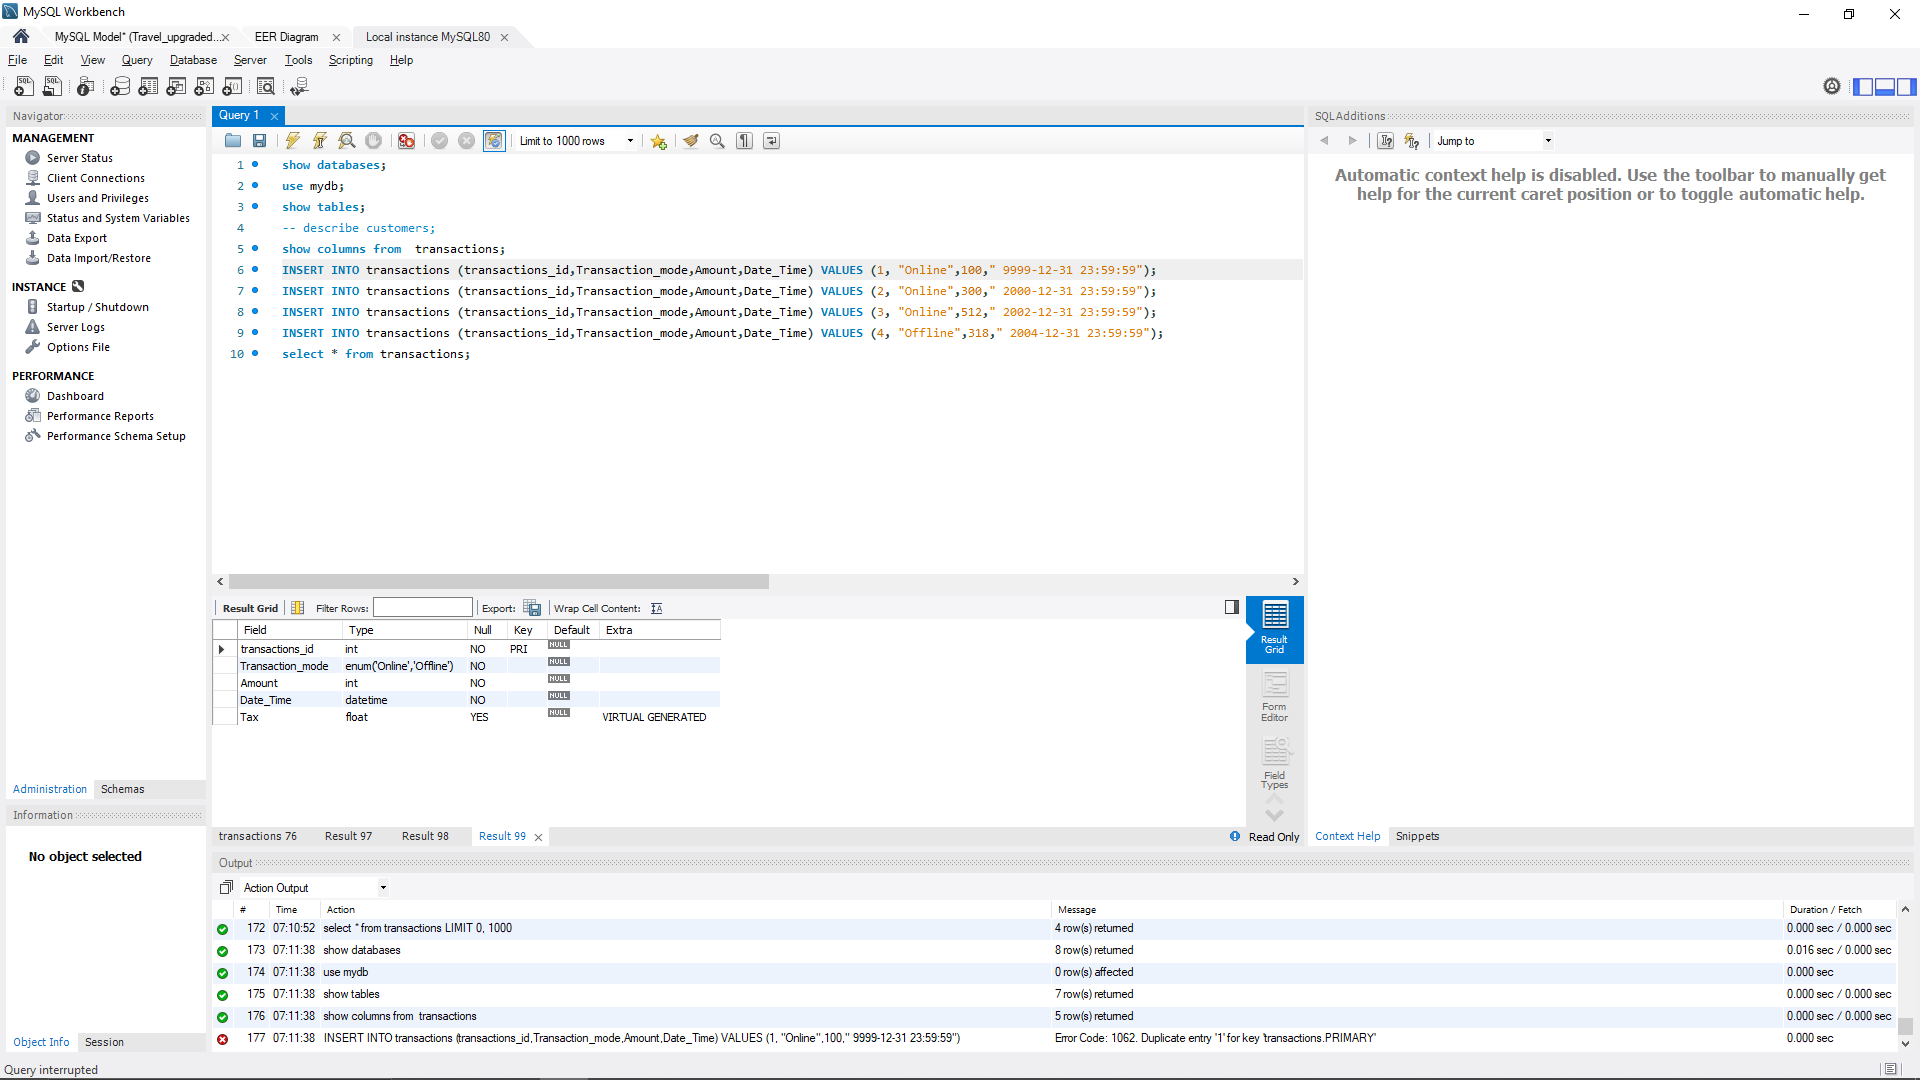 MySQL Workbench
MySQL Model* (Travel_upgraded...
EER Diagram
Local instance MySQL80
File Edit View Query Database Server Tools Scripting Help
Navigator
MANAGEMENT
Server Status
Client Connections
Users and Privileges
Status and System Variables
Data Export
Data Import/Restore
INSTANCE
Startup / Shutdown
Server Logs
Options File
PERFORMANCE
Dashboard
Performance Reports
Performance Schema Setup
Administration Schemas
Information
No object selected
Object Info Session
Query interrupted
Query 1
Limit to 1000 rows
1 show databases;
2 use mydb;
3 show tables;
4 -- describe customers;
5 show columns from  transactions;
6 INSERT INTO transactions (transactions_id,Transaction_mode,Amount,Date_Time) VALUES (1, "Online",100," 9999-12-31 23:59:59");
7 INSERT INTO transactions (transactions_id,Transaction_mode,Amount,Date_Time) VALUES (2, "Online",300," 2000-12-31 23:59:59");
8 INSERT INTO transactions (transactions_id,Transaction_mode,Amount,Date_Time) VALUES (3, "Online",512," 2002-12-31 23:59:59");
9 INSERT INTO transactions (transactions_id,Transaction_mode,Amount,Date_Time) VALUES (4, "Offline",318," 2004-12-31 23:59:59");
10 select * from transactions;
Result Grid Filter Rows: Export: Wrap Cell Content:
Field Type Null Key Default Extra
transactions_id int NO PRI NULL
Transaction_mode enum('Online','Offline') NO NULL
Amount int NO NULL
Date_Time datetime NO NULL
Tax float YES NULL VIRTUAL GENERATED
Result
Grid
Form
Editor
Field
Types
transactions 76 Result 97 Result 98 Result 99
Read Only
SQLAdditions
Jump to
Automatic context help is disabled. Use the toolbar to manually get
help for the current caret position or to toggle automatic help.
Context Help Snippets
Output
Action Output
# Time Action Message Duration / Fetch
172 07:10:52 select * from transactions LIMIT 0, 1000 4 row(s) returned 0.000 sec / 0.000 sec
173 07:11:38 show databases 8 row(s) returned 0.016 sec / 0.000 sec
174 07:11:38 use mydb 0 row(s) affected 0.000 sec
175 07:11:38 show tables 7 row(s) returned 0.000 sec / 0.000 sec
176 07:11:38 show columns from  transactions 5 row(s) returned 0.000 sec / 0.000 sec
177 07:11:38 INSERT INTO transactions (transactions_id,Transaction_mode,Amount,Date_Time) VALUES (1, "Online",100," 9999-12-31 23:59:59") Error Code: 1062. Duplicate entry '1' for key 'transactions.PRIMARY' 0.000 sec